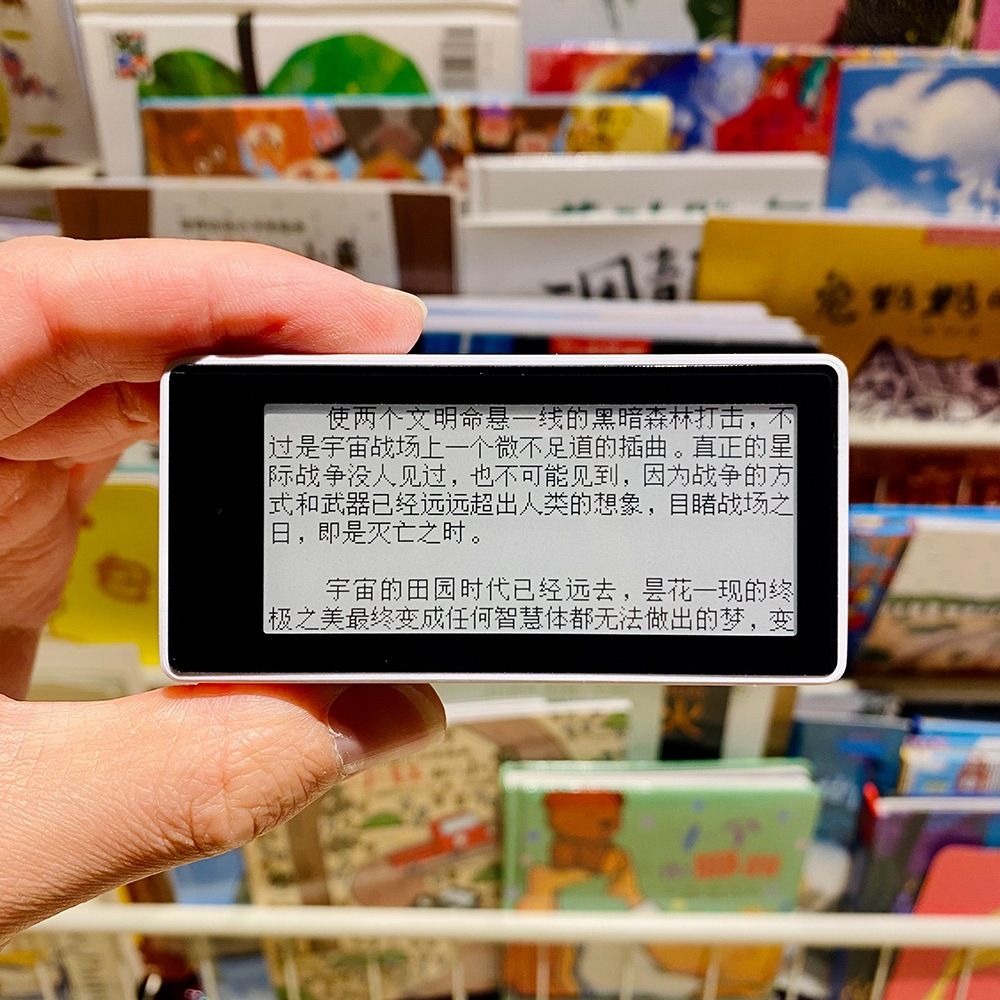 使两个文明命悬一线的黑暗森林打击，不
过是宇宙战场上一个微不足道的插曲。真正的星
际战争没人见过，也不可能见到，因为战争的方
式和武器已经远远超出人类的想象，目睹战场之
日，即是灭亡之时。
宇宙的田园时代已经远去，昙花一现的终
极之美最终变成任何智慧体都无法做出的梦，变
火